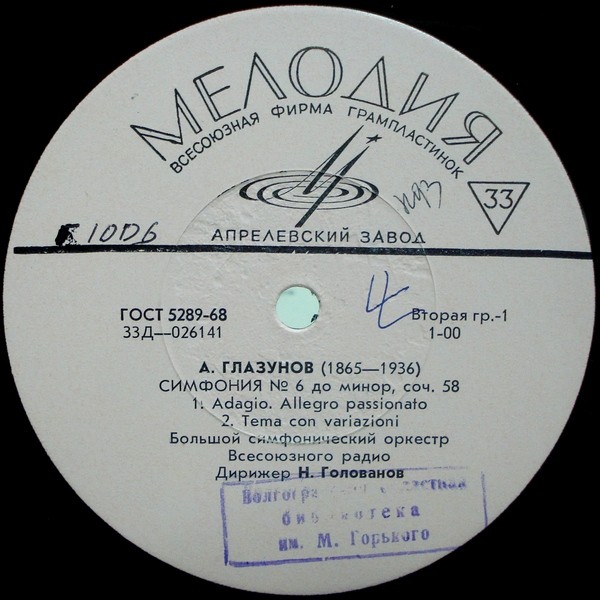 МЕЛОДИЯ
ВСЕСОЮЗНАЯ ФИРМА ГРАМПЛАСТИНОК
33
АПРЕЛЕВСКИЙ ЗАВОД
ГОСТ 5289-68
33Д—026141
Вторая гр.-1
1-00
А. ГЛАЗУНОВ (1865—1936)
СИМФОНИЯ № 6 до минор, соч. 58
1. Adagio. Allegro passionato
2. Tema con variazioni
Большой симфонический оркестр
Всесоюзного радио
Дирижер Н. Голованов
библиотека
им. М. Горького